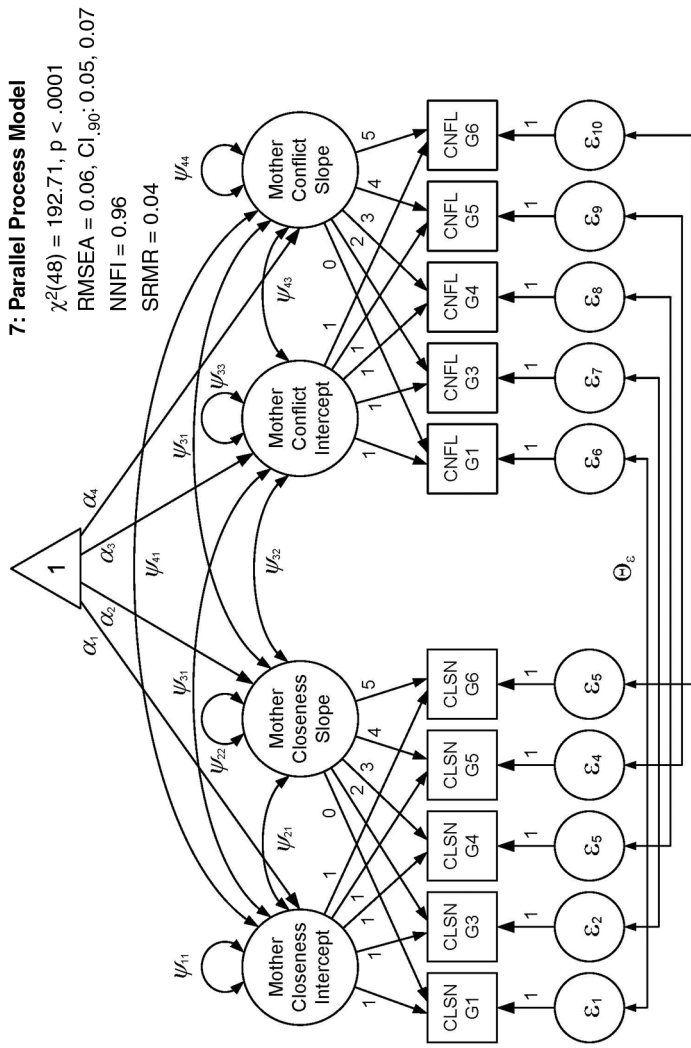 7: Parallel Process Model
χ²(48) = 192.71, p < .0001
RMSEA = 0.06, CI.90: 0.05, 0.07
NNFI = 0.96
SRMR = 0.04
1
α1
α2
α3
α4
ψ41
ψ31
ψ31
ψ11
ψ22
ψ33
ψ44
ψ21
ψ32
ψ43
Mother
Closeness
Intercept
Mother
Closeness
Slope
Mother
Conflict
Intercept
Mother
Conflict
Slope
1 1 1 1 1
0 2 3 4 5
1 1 1 1 1
0 2 3 4 5
CLSN
G1
CLSN
G3
CLSN
G4
CLSN
G5
CLSN
G6
CNFL
G1
CNFL
G3
CNFL
G4
CNFL
G5
CNFL
G6
1 1 1 1 1 1 1 1 1 1
ε1
ε2
ε5
ε4
ε5
Θε
ε6
ε7
ε8
ε9
ε10